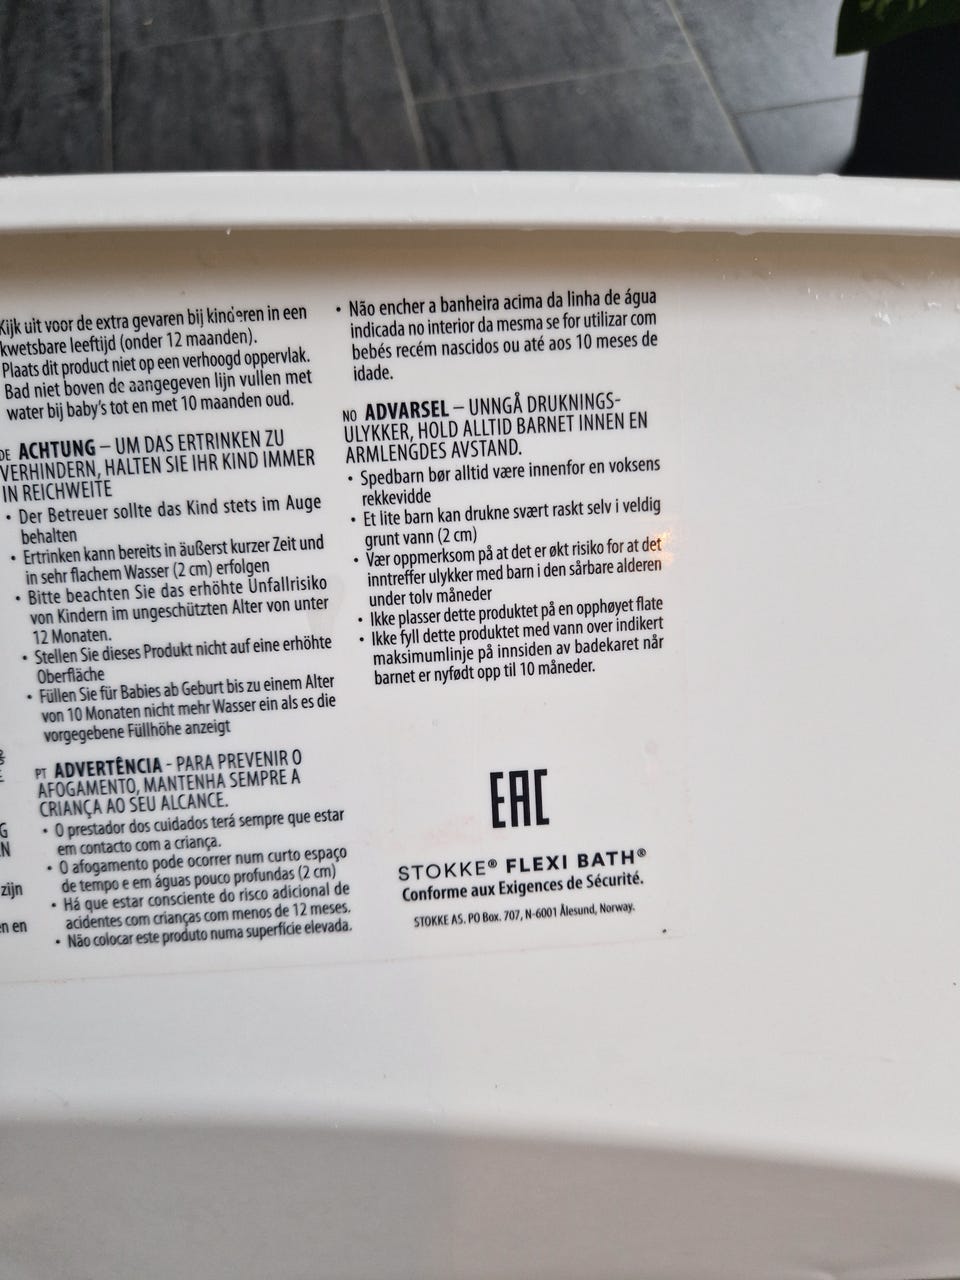 Kijk uit voor de extra gevaren bij kinderen in een
kwetsbare leeftijd (onder 12 maanden).
Plaats dit product niet op een verhoogd oppervlak.
Bad niet boven de aangegeven lijn vullen met
water bij baby's tot en met 10 maanden oud.
DE ACHTUNG – UM DAS ERTRINKEN ZU
VERHINDERN, HALTEN SIE IHR KIND IMMER
IN REICHWEITE
• Der Betreuer sollte das Kind stets im Auge
behalten
• Ertrinken kann bereits in äußerst kurzer Zeit und
in sehr flachem Wasser (2 cm) erfolgen
• Bitte beachten Sie das erhöhte Unfallrisiko
von Kindern im ungeschützten Alter von unter
12 Monaten.
• Stellen Sie dieses Produkt nicht auf eine erhöhte
Oberfläche
• Füllen Sie für Babies ab Geburt bis zu einem Alter
von 10 Monaten nicht mehr Wasser ein als es die
vorgegebene Füllhöhe anzeigt
PT ADVERTÊNCIA - PARA PREVENIR O
AFOGAMENTO, MANTENHA SEMPRE A
CRIANÇA AO SEU ALCANCE.
• O prestador dos cuidados terá sempre que estar
em contacto com a criança.
• O afogamento pode ocorrer num curto espaço
de tempo e em águas pouco profundas (2 cm)
• Há que estar consciente do risco adicional de
acidentes com crianças com menos de 12 meses.
• Não colocar este produto numa superfície elevada.
• Não encher a banheira acima da linha de água
indicada no interior da mesma se for utilizar com
bebés recém nascidos ou até aos 10 meses de
idade.
NO ADVARSEL – UNNGÅ DRUKNINGS-
ULYKKER, HOLD ALLTID BARNET INNEN EN
ARMLENGDES AVSTAND.
• Spedbarn bør alltid være innenfor en voksens
rekkevidde
• Et lite barn kan drukne svært raskt selv i veldig
grunt vann (2 cm)
• Vær oppmerksom på at det er økt risiko for at det
inntreffer ulykker med barn i den sårbare alderen
under tolv måneder
• Ikke plasser dette produktet på en opphøyet flate
• Ikke fyll dette produktet med vann over indikert
maksimumlinje på innsiden av badekaret når
barnet er nyfødt opp til 10 måneder.
EAC
STOKKE® FLEXI BATH®
Conforme aux Exigences de Sécurité.
STOKKE AS. PO Box. 707, N-6001 Ålesund, Norway.
zijn
en en